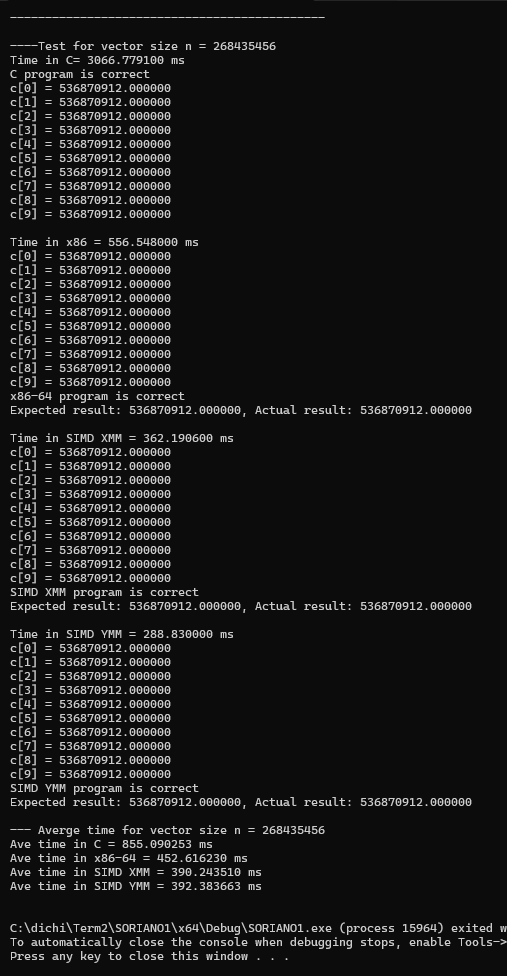 ---------------------------------------------
----Test for vector size n = 268435456
Time in C= 3066.779100 ms
C program is correct
c[0] = 536870912.000000
c[1] = 536870912.000000
c[2] = 536870912.000000
c[3] = 536870912.000000
c[4] = 536870912.000000
c[5] = 536870912.000000
c[6] = 536870912.000000
c[7] = 536870912.000000
c[8] = 536870912.000000
c[9] = 536870912.000000
Time in x86 = 556.548000 ms
c[0] = 536870912.000000
c[1] = 536870912.000000
c[2] = 536870912.000000
c[3] = 536870912.000000
c[4] = 536870912.000000
c[5] = 536870912.000000
c[6] = 536870912.000000
c[7] = 536870912.000000
c[8] = 536870912.000000
c[9] = 536870912.000000
x86-64 program is correct
Expected result: 536870912.000000, Actual result: 536870912.000000
Time in SIMD XMM = 362.190600 ms
c[0] = 536870912.000000
c[1] = 536870912.000000
c[2] = 536870912.000000
c[3] = 536870912.000000
c[4] = 536870912.000000
c[5] = 536870912.000000
c[6] = 536870912.000000
c[7] = 536870912.000000
c[8] = 536870912.000000
c[9] = 536870912.000000
SIMD XMM program is correct
Expected result: 536870912.000000, Actual result: 536870912.000000
Time in SIMD YMM = 288.830000 ms
c[0] = 536870912.000000
c[1] = 536870912.000000
c[2] = 536870912.000000
c[3] = 536870912.000000
c[4] = 536870912.000000
c[5] = 536870912.000000
c[6] = 536870912.000000
c[7] = 536870912.000000
c[8] = 536870912.000000
c[9] = 536870912.000000
SIMD YMM program is correct
Expected result: 536870912.000000, Actual result: 536870912.000000
--- Averge time for vector size n = 268435456
Ave time in C = 855.090253 ms
Ave time in x86-64 = 452.616230 ms
Ave time in SIMD XMM = 390.243510 ms
Ave time in SIMD YMM = 392.383663 ms
C:\dichi\Term2\SORIANO1\x64\Debug\SORIANO1.exe (process 15964) exited w
To automatically close the console when debugging stops, enable Tools->
Press any key to close this window . . .